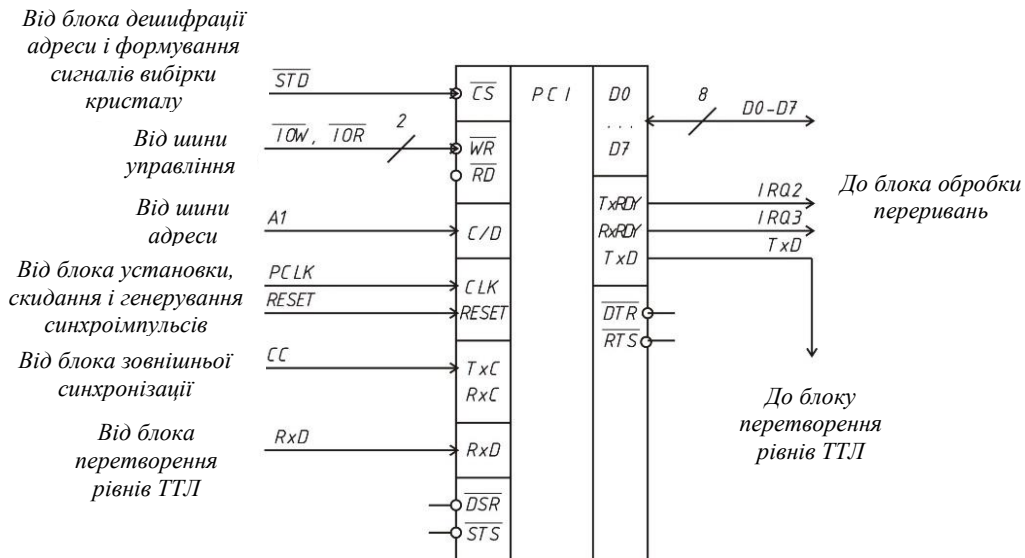 Від блока дешифрації
адреси і формування
сигналів вибірки
кристалу
Від шини
управління
Від шини
адреси
Від блока установки,
скидання і генерування
синхроімпульсів
Від блока зовнішньої
синхронізації
Від блока
перетворення
рівнів ТТЛ
STD
IOW, IOR 2
A1
PCLK
RESET
CC
RxD
CS
WR
RD
C/D
CLK
RESET
TxC
RxC
RxD
DSR
STS
PCI
D0
...
D7
TxRDY
RxRDY
TxD
DTR
RTS
8 D0-D7
IRQ2
IRQ3
TxD
До блока обробки
переривань
До блоку
перетворення
рівнів ТТЛ